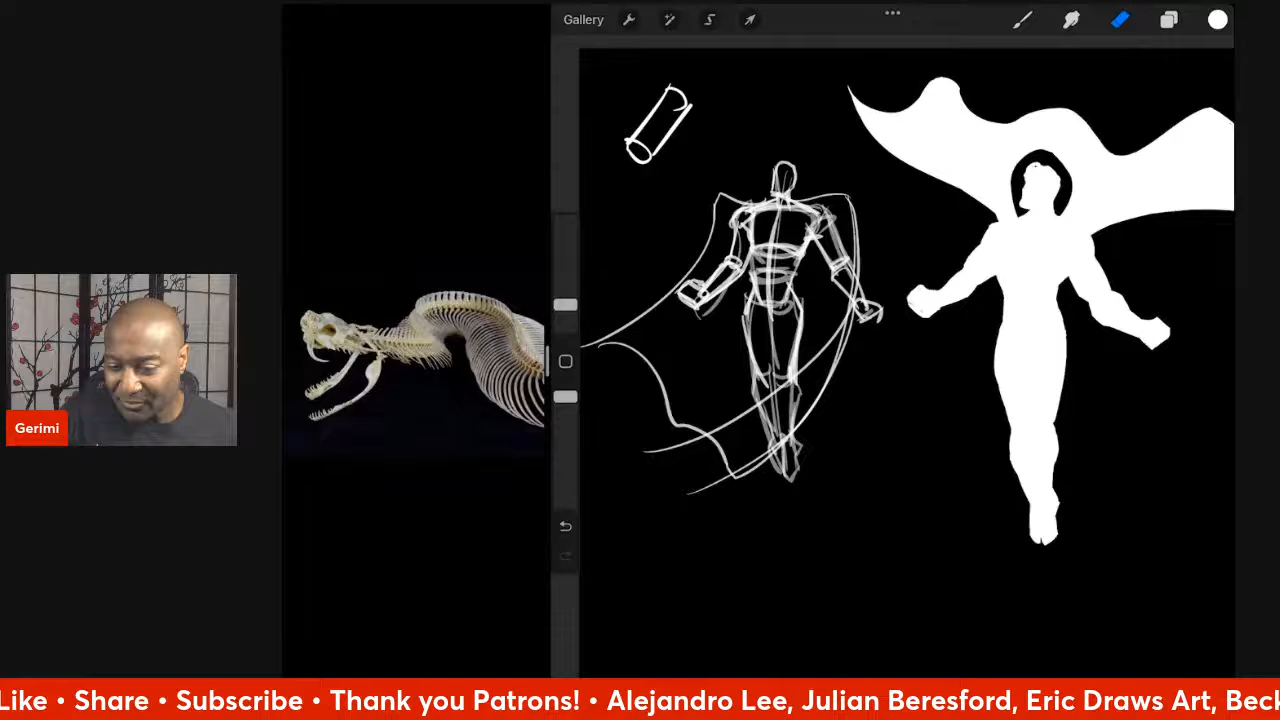 Gallery
Gerimi
Like • Share • Subscribe • Thank you Patrons! • Alejandro Lee, Julian Beresford, Eric Draws Art, Beck